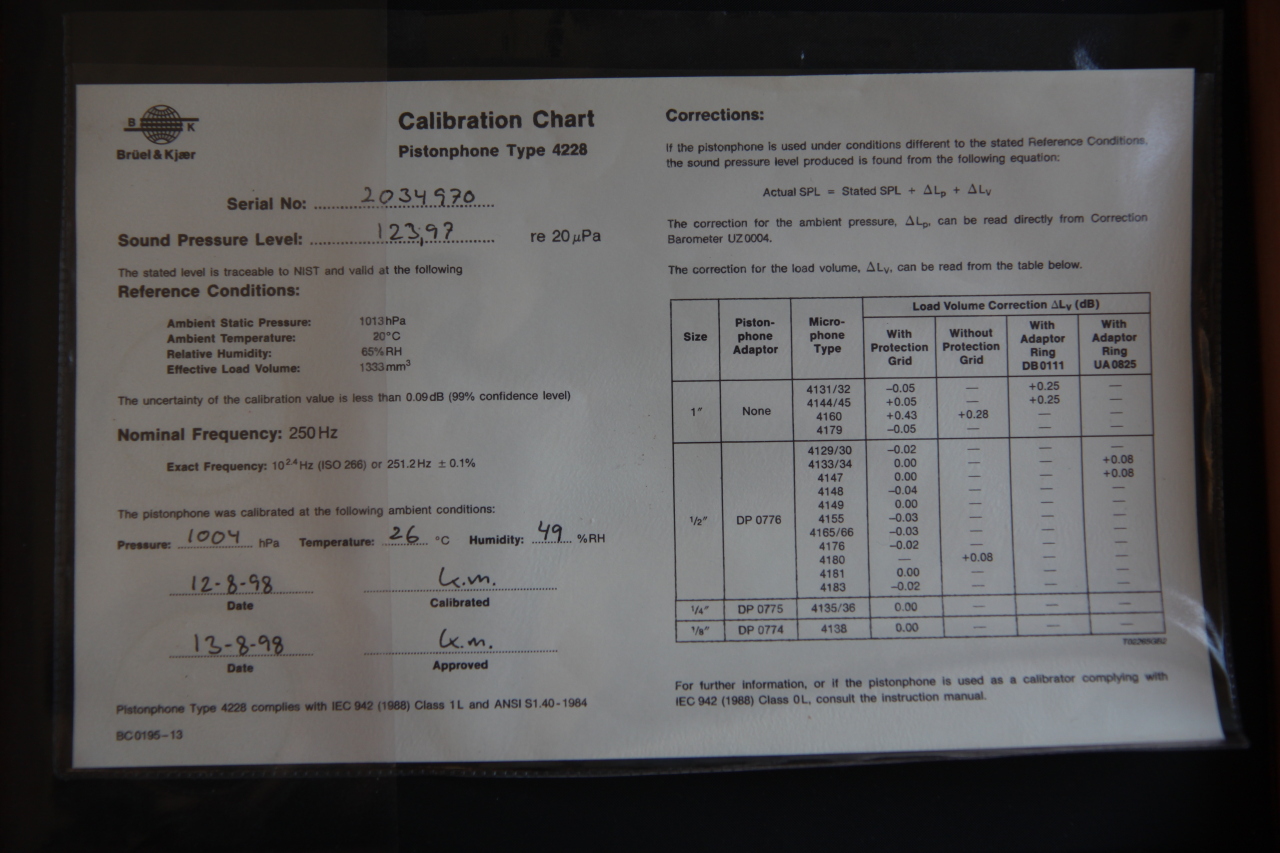 B K
Brüel & Kjær
Calibration Chart
Pistonphone Type 4228
Serial No: 2034970
Sound Pressure Level: 123,97 re 20 µPa
The stated level is traceable to NIST and valid at the following
Reference Conditions:
Ambient Static Pressure: 1013 hPa
Ambient Temperature: 20°C
Relative Humidity: 65% RH
Effective Load Volume: 1333 mm³
The uncertainty of the calibration value is less than 0.09 dB (99% confidence level)
Nominal Frequency: 250 Hz
Exact Frequency: 10²·⁴ Hz (ISO 266) or 251.2 Hz ± 0.1%
The pistonphone was calibrated at the following ambient conditions:
Pressure: 1004 hPa Temperature: 26 °C Humidity: 49 %RH
12-8-98 K.m.
Date Calibrated
13-8-98 K.m.
Date Approved
Pistonphone Type 4228 complies with IEC 942 (1988) Class 1L and ANSI S1.40-1984
BC 0195-13
Corrections:
If the pistonphone is used under conditions different to the stated Reference Conditions,
the sound pressure level produced is found from the following equation:
Actual SPL = Stated SPL + ΔLp + ΔLv
The correction for the ambient pressure, ΔLp, can be read directly from Correction
Barometer UZ 0004.
The correction for the load volume, ΔLv, can be read from the table below.
Load Volume Correction ΔLv (dB)
Size Piston-phone Adaptor Micro-phone Type With Protection Grid Without Protection Grid With Adaptor Ring DB 0111 With Adaptor Ring UA 0825
1" None
4131/32 −0.05 — +0.25 —
4144/45 +0.05 — +0.25 —
4160 +0.43 +0.28 — —
4179 −0.05 — — —
1/2" DP 0776
4129/30 −0.02 — — —
4133/34 0.00 — — +0.08
4147 0.00 — — +0.08
4148 −0.04 — — —
4149 0.00 — — —
4155 −0.03 — — —
4165/66 −0.03 — — —
4176 −0.02 — — —
4180 — +0.08 — —
4181 0.00 — — —
4183 −0.02 — — —
1/4" DP 0775 4135/36 0.00 — — —
1/8" DP 0774 4138 0.00 — — —
For further information, or if the pistonphone is used as a calibrator complying with
IEC 942 (1988) Class 0L, consult the instruction manual.